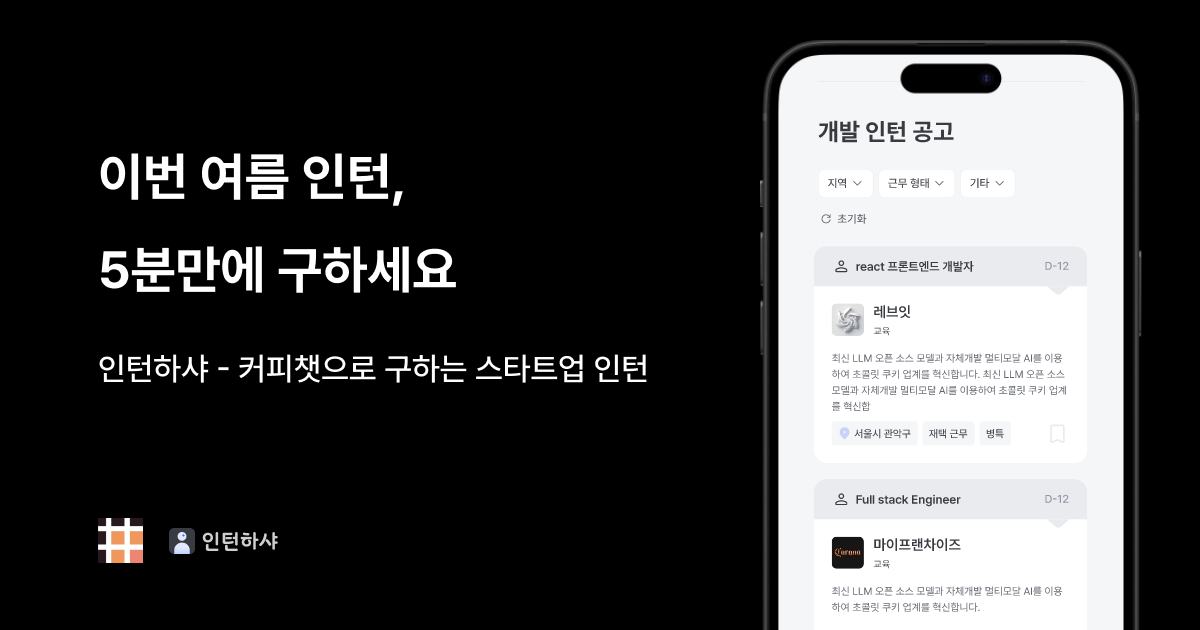 이번 여름 인턴,
5분만에 구하세요
인턴하샤 - 커피챗으로 구하는 스타트업 인턴
인턴하샤
개발 인턴 공고
지역 근무 형태 기타
초기화
react 프론트엔드 개발자 D-12
레브잇
교육
최신 LLM 오픈 소스 모델과 자체개발 멀티모달 AI를 이용
하여 초콜릿 쿠키 업계를 혁신합니다. 최신 LLM 오픈 소스
모델과 자체개발 멀티모달 AI를 이용하여 초콜릿 쿠키 업계
를 혁신합
서울시 관악구 재택 근무 병특
Full stack Engineer D-12
Corona
마이프랜차이즈
교육
최신 LLM 오픈 소스 모델과 자체개발 멀티모달 AI를 이용
하여 초콜릿 쿠키 업계를 혁신합니다.